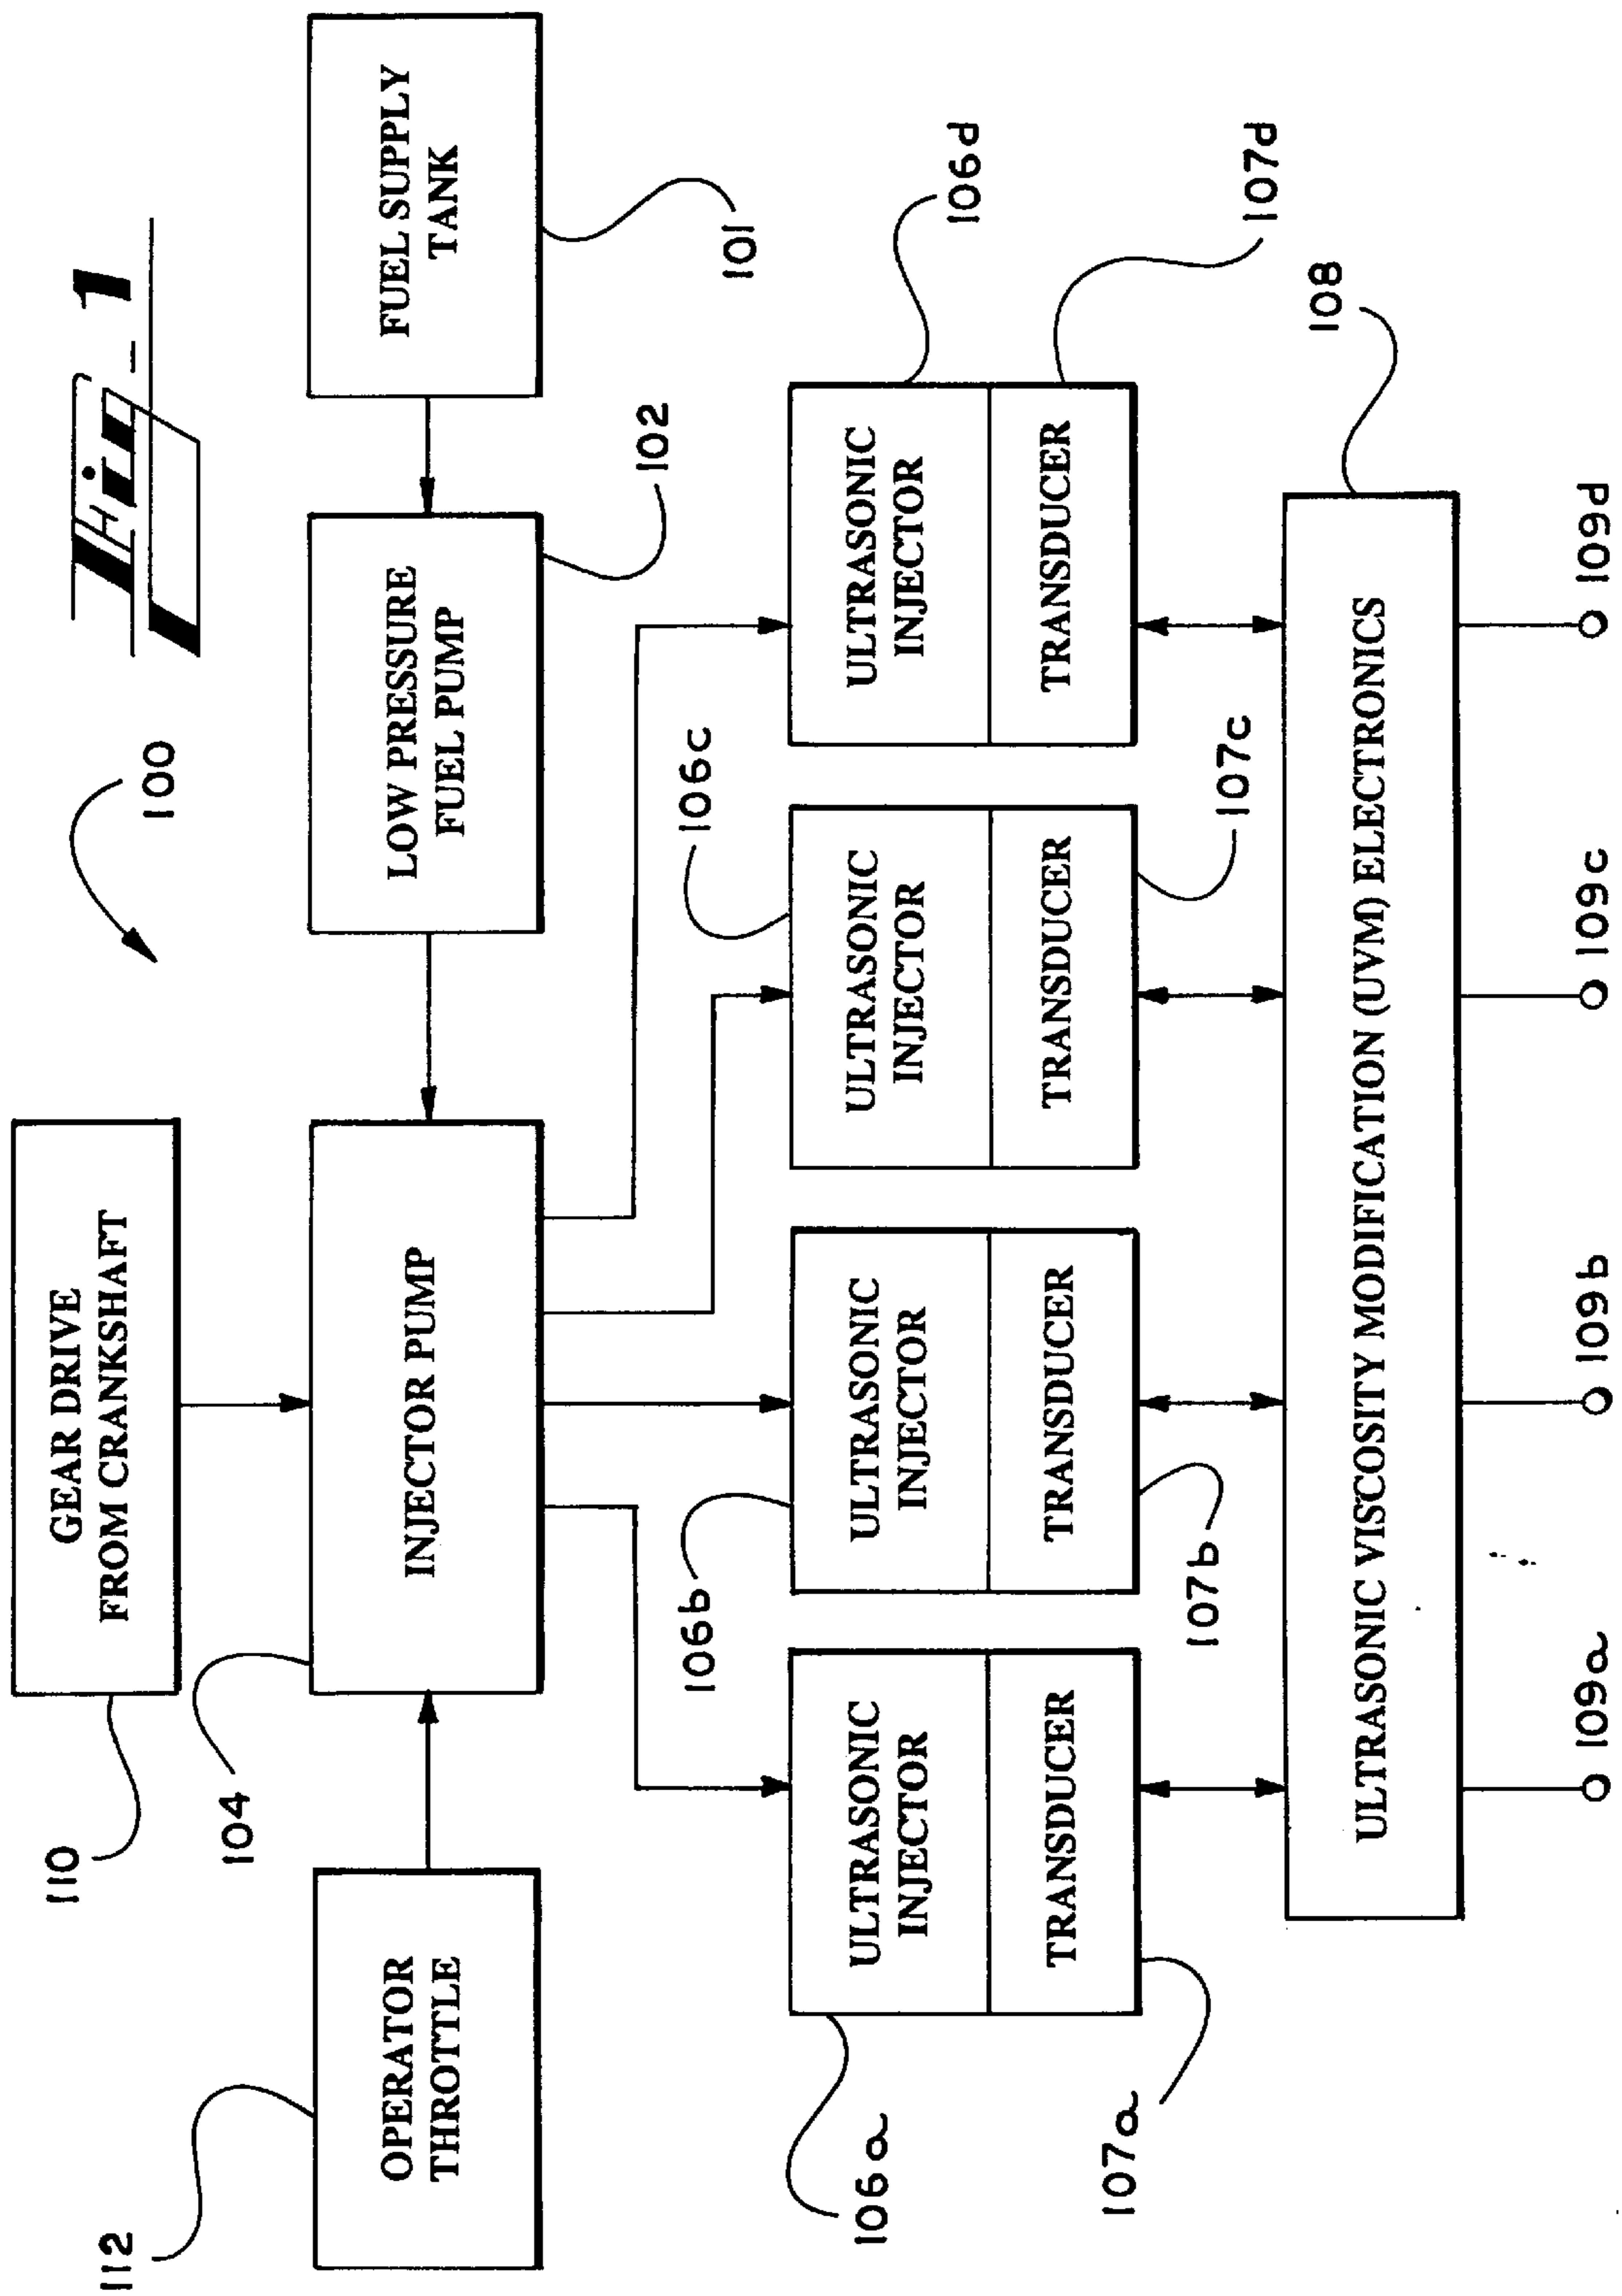 Fig_1
100
110
GEAR DRIVE
FROM CRANKSHAFT
112
OPERATOR
THROTTLE
104
INJECTOR PUMP
LOW PRESSURE
FUEL PUMP
102
FUEL SUPPLY
TANK
101
106a
ULTRASONIC
INJECTOR
TRANSDUCER
107a
106b
ULTRASONIC
INJECTOR
TRANSDUCER
107b
106c
ULTRASONIC
INJECTOR
TRANSDUCER
107c
106d
ULTRASONIC
INJECTOR
TRANSDUCER
107d
108
ULTRASONIC VISCOSITY MODIFICATION (UVM) ELECTRONICS
109a
109b
109c
109d